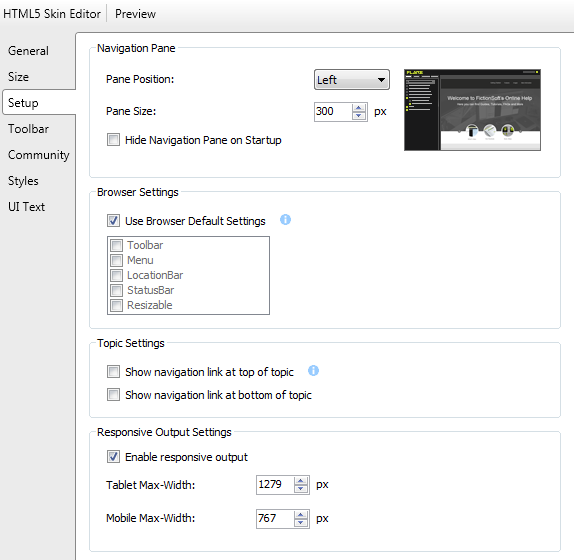 HTML5 Skin Editor Preview
General
Size
Setup
Toolbar
Community
Styles
UI Text
Navigation Pane
Pane Position: Left
Pane Size: 300 px
Hide Navigation Pane on Startup
FLARE
Welcome to FictionSoft's Online Help
Browser Settings
Use Browser Default Settings
Toolbar
Menu
LocationBar
StatusBar
Resizable
Topic Settings
Show navigation link at top of topic
Show navigation link at bottom of topic
Responsive Output Settings
Enable responsive output
Tablet Max-Width: 1279 px
Mobile Max-Width: 767 px